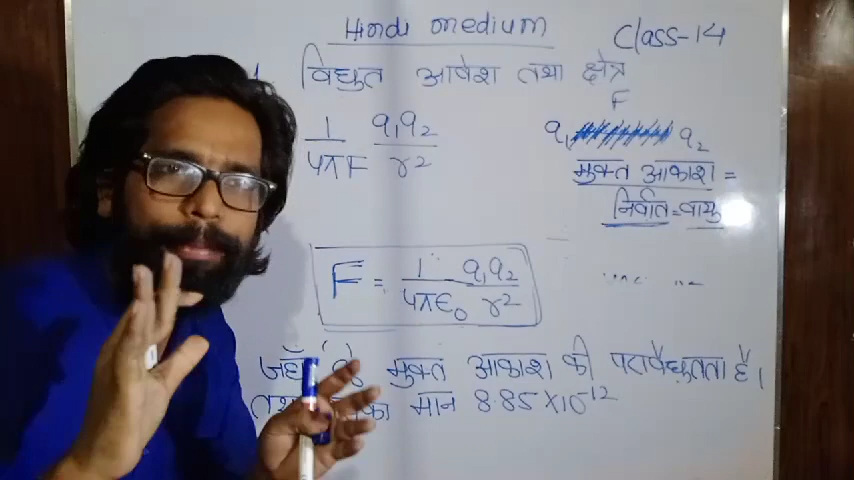 Hindi medium
Class-14
विद्युत आवेश तथा क्षेत्र
F
1/4πF q₁q₂/r²
q₁ q₂
मुक्त आकाश =
निर्वात = वायु
F = 1/4πε₀ q₁q₂/r²
जहाँ मुक्त आकाश की परावैद्युतता है।
मान 8.85×10⁻¹²